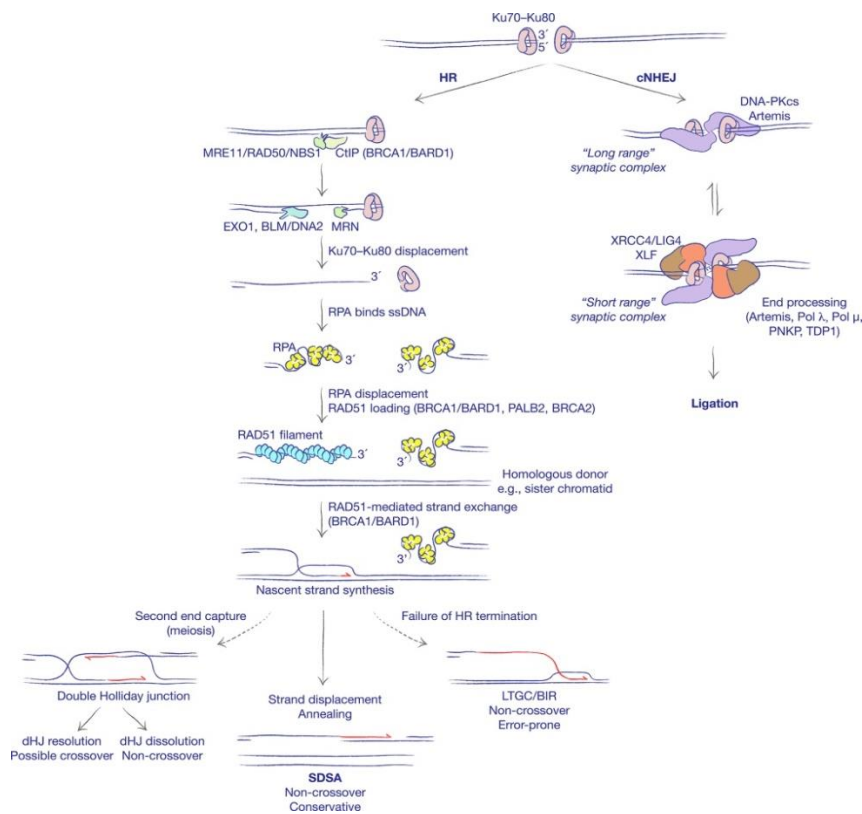 Ku70–Ku80
3′
5′
HR
cNHEJ
DNA-PKcs
Artemis
MRE11/RAD50/NBS1 CtIP (BRCA1/BARD1)
"Long range"
synaptic complex
EXO1, BLM/DNA2 MRN
Ku70–Ku80 displacement
XRCC4/LIG4
XLF
3′
RPA binds ssDNA
"Short range"
synaptic complex
End processing
(Artemis, Pol λ, Pol μ,
PNKP, TDP1)
RPA
3′
3′
RPA displacement
RAD51 loading (BRCA1/BARD1, PALB2, BRCA2)
Ligation
RAD51 filament
3′
3′
Homologous donor
e.g., sister chromatid
RAD51-mediated strand exchange
(BRCA1/BARD1)
3′
Nascent strand synthesis
Second end capture
(meiosis)
Failure of HR termination
Double Holliday junction
Strand displacement
Annealing
LTGC/BIR
Non-crossover
Error-prone
dHJ resolution
Possible crossover
dHJ dissolution
Non-crossover
SDSA
Non-crossover
Conservative